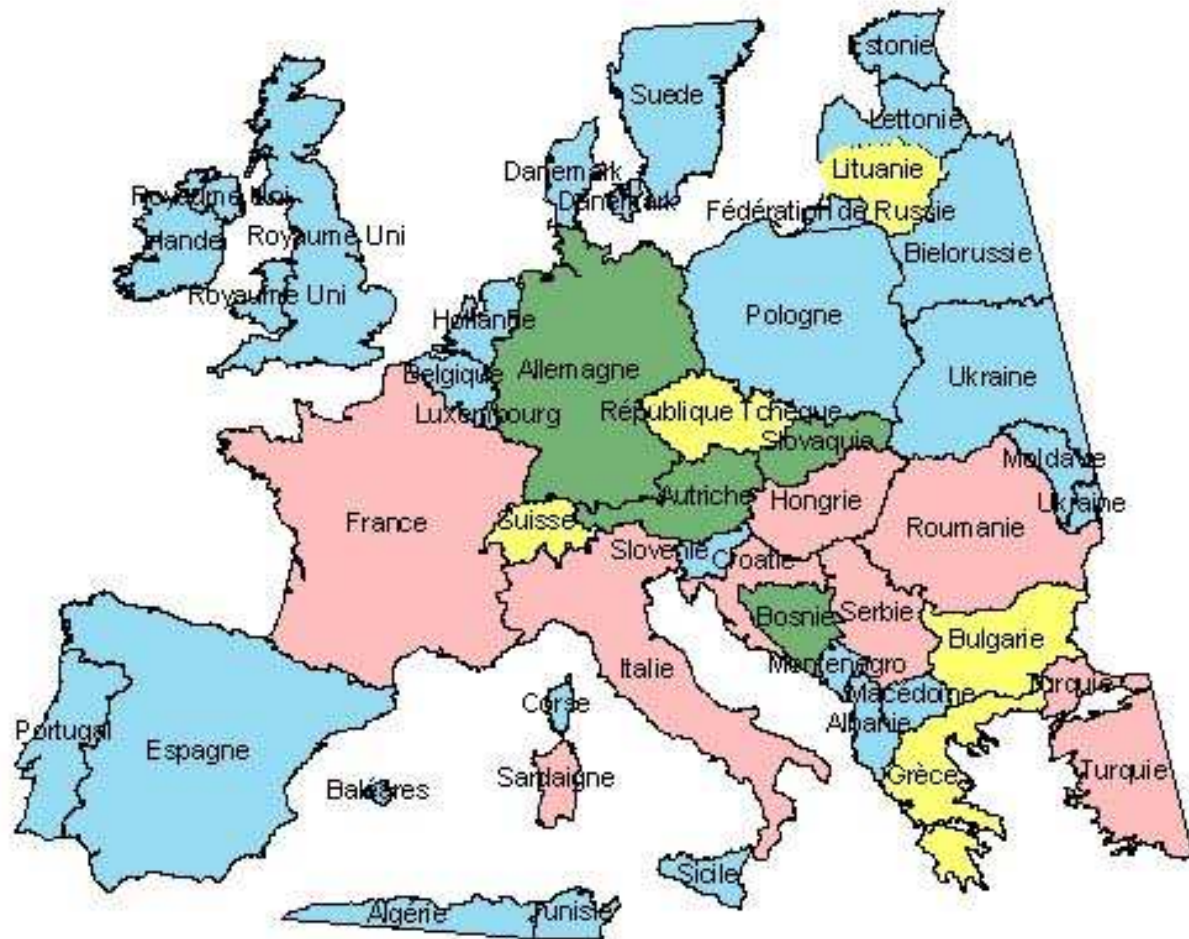 Estonie
Suede
Lettonie
Danemark
Lituanie
Royaume Uni
Danemark
Fédération de Russie
Irlande
Royaume Uni
Bielorussie
Royaume Uni
Hollande
Pologne
Belgique
Allemagne
Ukraine
Luxembourg
République Tchèque
Slovaquie
Moldavie
Autriche
Hongrie
Ukraine
France
Suisse
Roumanie
Slovenie
Croatie
Bosnie
Serbie
Bulgarie
Italie
Montenegro
Turquie
Corse
Macédoine
Portugal
Albanie
Espagne
Sardaigne
Grèce
Turquie
Baléares
Sicile
Algérie
Tunisie